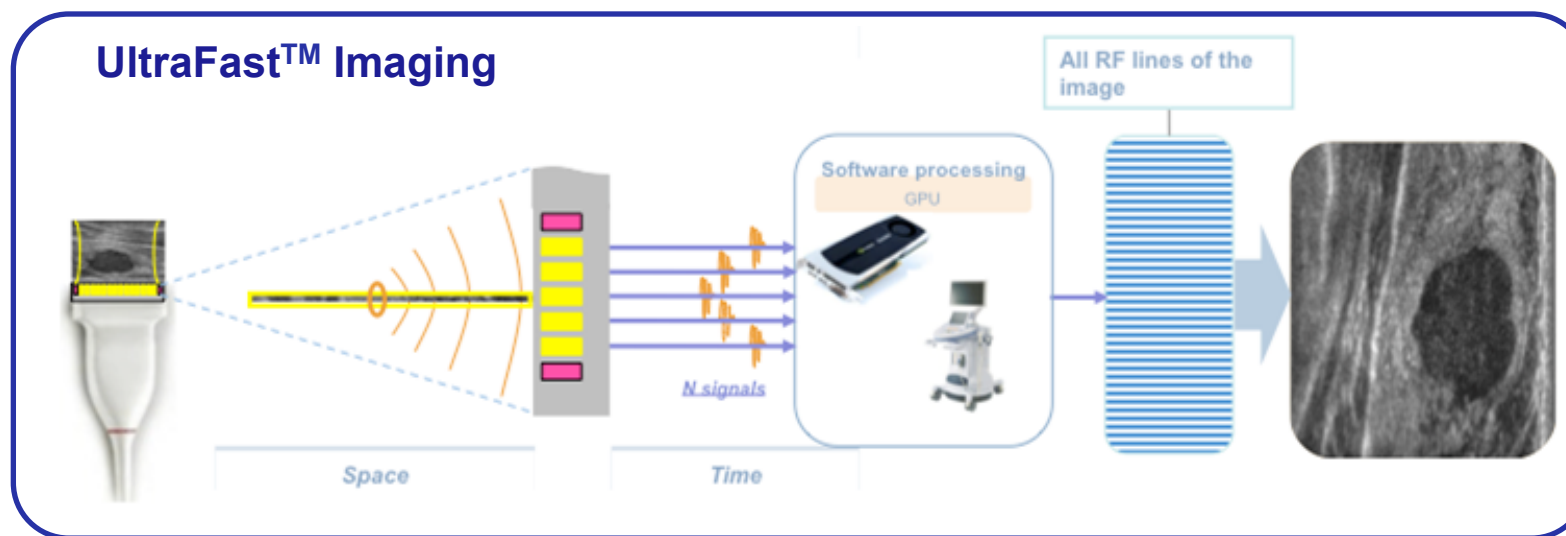 UltraFast™ Imaging
All RF lines of the
image
Software processing
GPU
N signals
Space
Time